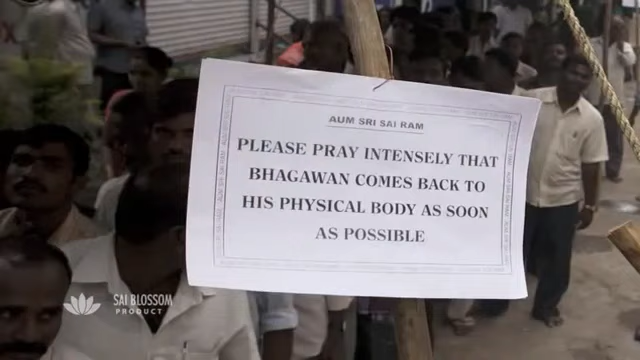 AUM SRI SAI RAM
PLEASE PRAY INTENSELY THAT
BHAGAWAN COMES BACK TO
HIS PHYSICAL BODY AS SOON
AS POSSIBLE
SAI BLOSSOM
PRODUCT